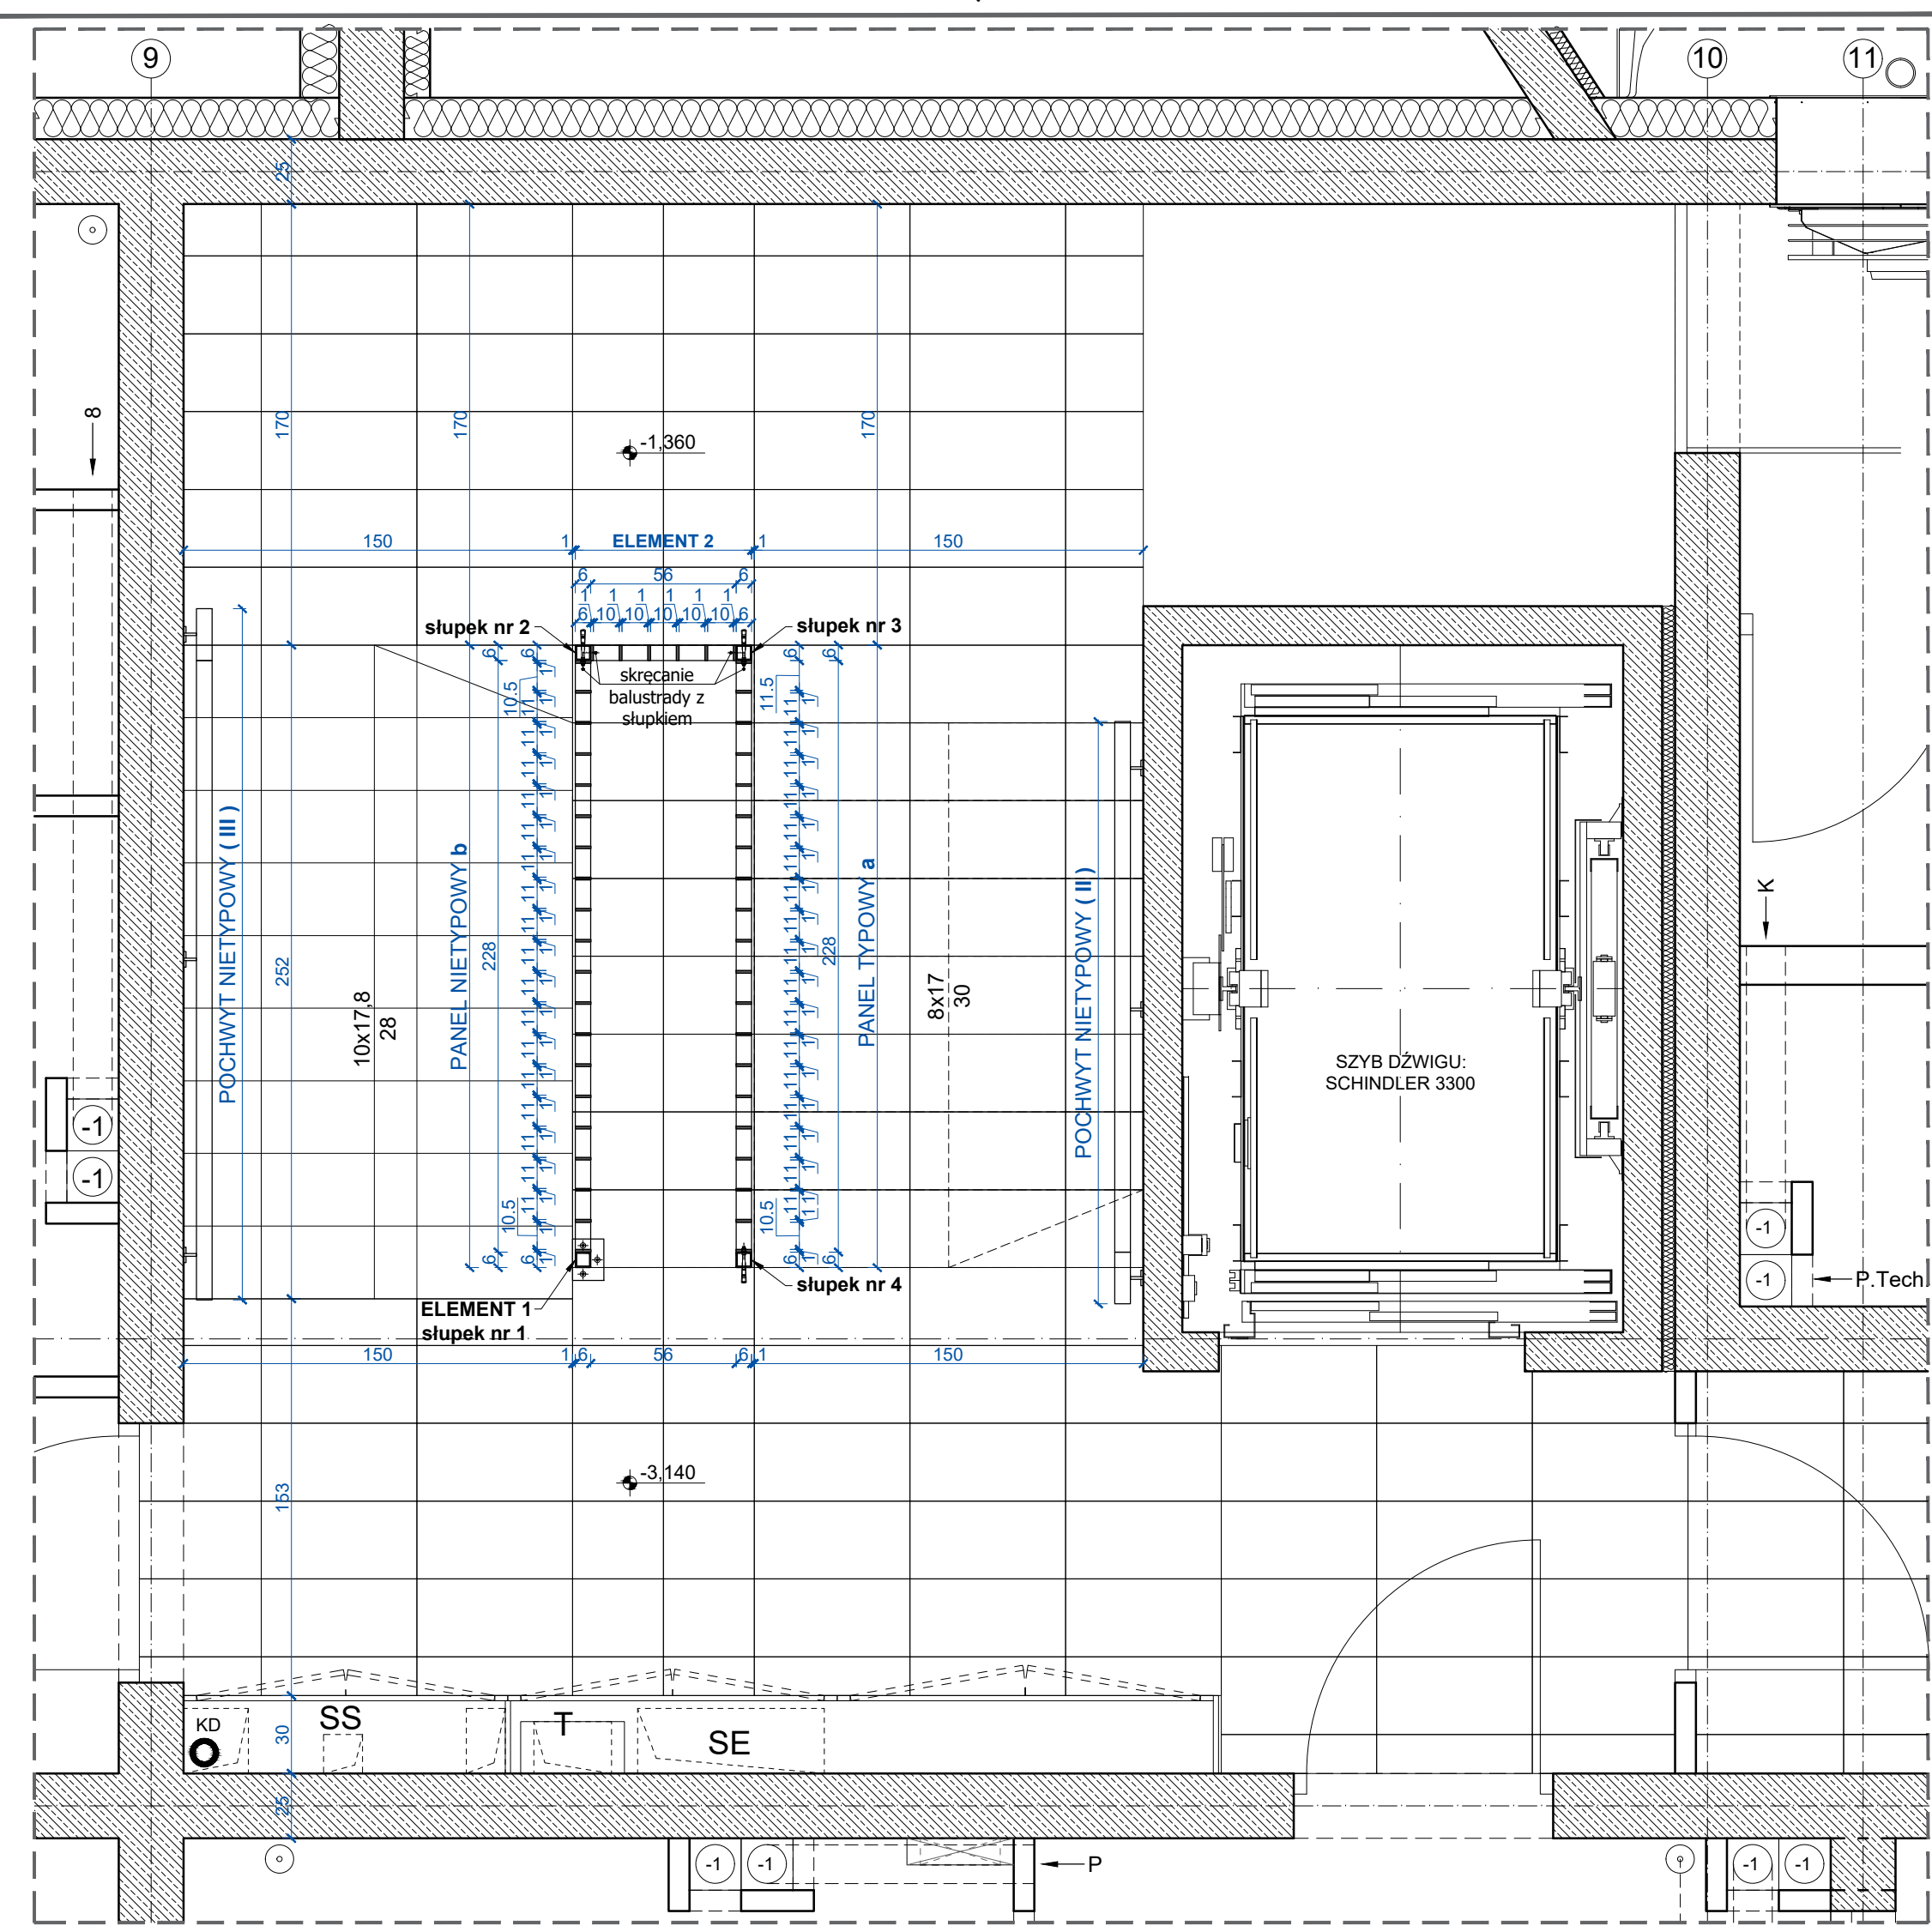 9
10
11
25
8
170
170
170
-1,360
150
1
ELEMENT 2
1
150
6
56
6
1
1
1
1
1
1
6
10
10
10
10
10
6
słupek nr 2
słupek nr 3
skręcanie
balustrady z
słupkiem
10.5
11.5
POCHWYT NIETYPOWY ( III )
252
10x17,8
28
PANEL NIETYPOWY b
228
228
PANEL TYPOWY a
8x17
30
POCHWYT NIETYPOWY ( II )
SZYB DŹWIGU:
SCHINDLER 3300
K
-1
-1
-1
-1
P.Tech.
10.5
10.5
6
6
6
6
ELEMENT 1
słupek nr 1
słupek nr 4
150
1
6
56
6
1
150
153
-3,140
30
KD
SS
T
SE
25
-1
-1
P
-1
-1